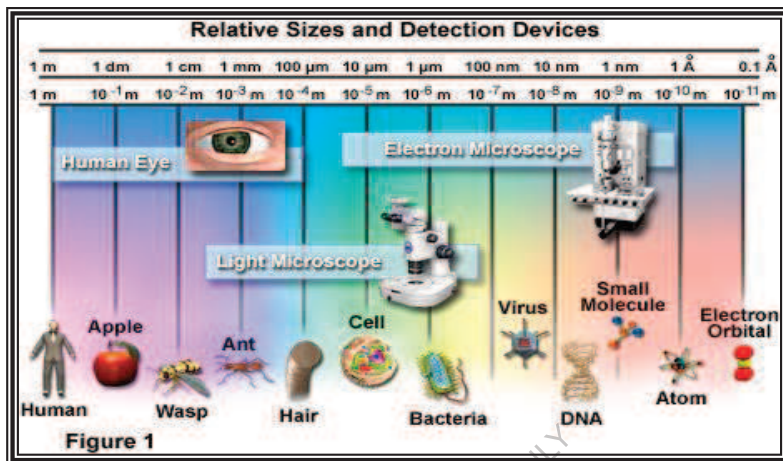 Relative Sizes and Detection Devices
1 m 1 dm 1 cm 1 mm 100 µm 10 µm 1 µm 100 nm 10 nm 1 nm 1 Å 0.1 Å
1 m 10⁻¹ m 10⁻² m 10⁻³ m 10⁻⁴ m 10⁻⁵ m 10⁻⁶ m 10⁻⁷ m 10⁻⁸ m 10⁻⁹ m 10⁻¹⁰ m 10⁻¹¹ m
Human Eye
Electron Microscope
Light Microscope
Human
Apple
Wasp
Ant
Hair
Cell
Bacteria
Virus
DNA
Small
Molecule
Atom
Electron
Orbital
Figure 1